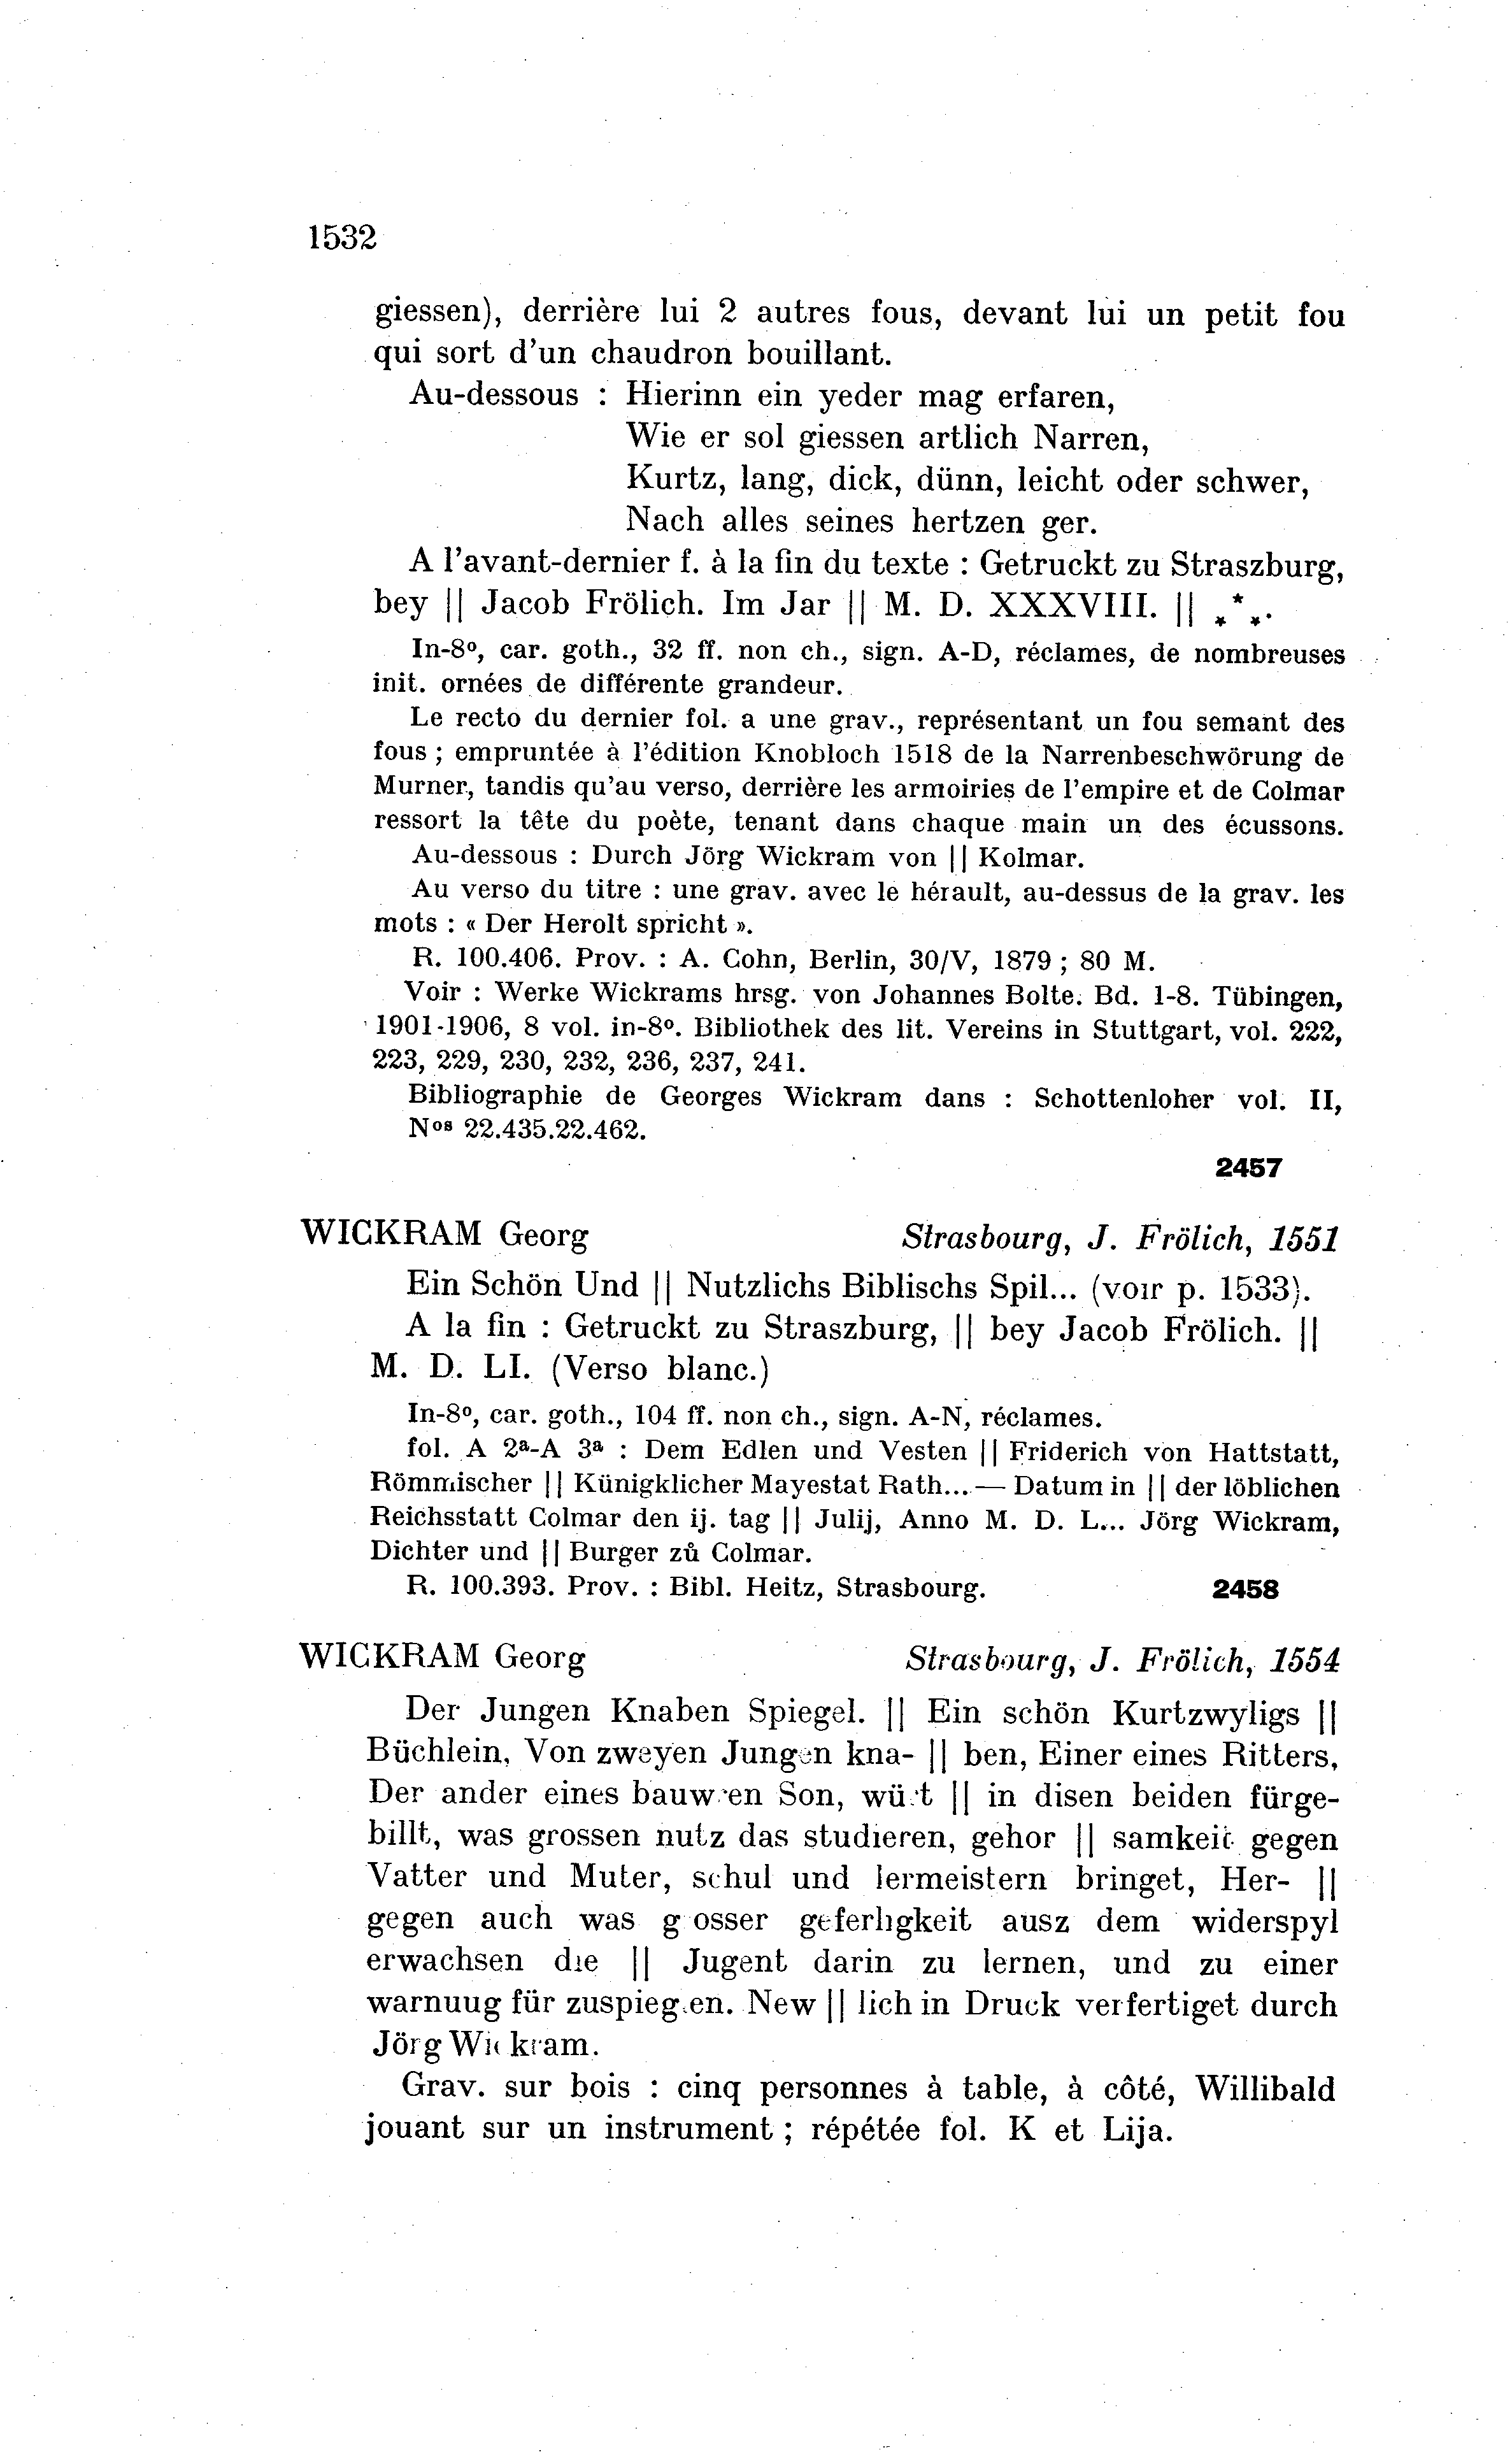 1532
giessen), derrière lui 2 autres fous, devant lui un petit fou
qui sort d'un chaudron bouillant.
Au-dessous : Hierinn ein yeder mag erfaren,
Wie er sol giessen artlich Narren,
Kurtz, lang, dick, dünn, leicht oder schwer,
Nach alles seines hertzen ger.
A l'avant-dernier f. à la fin du texte : Getruckt zu Straszburg,
bey || Jacob Frölich. Im Jar || M. D. XXXVIII. || ⁎*⁎.
In-8º, car. goth., 32 ff. non ch., sign. A-D, réclames, de nombreuses
init. ornées de différente grandeur.
Le recto du dernier fol. a une grav., représentant un fou semant des
fous ; empruntée à l'édition Knobloch 1518 de la Narrenbeschwörung de
Murner, tandis qu'au verso, derrière les armoiries de l'empire et de Colmar
ressort la tête du poète, tenant dans chaque main un des écussons.
Au-dessous : Durch Jörg Wickram von || Kolmar.
Au verso du titre : une grav. avec le hérault, au-dessus de la grav. les
mots : « Der Herolt spricht ».
R. 100.406. Prov. : A. Cohn, Berlin, 30/V, 1879 ; 80 M.
Voir : Werke Wickrams hrsg. von Johannes Bolte. Bd. 1-8. Tübingen,
1901-1906, 8 vol. in-8º. Bibliothek des lit. Vereins in Stuttgart, vol. 222,
223, 229, 230, 232, 236, 237, 241.
Bibliographie de Georges Wickram dans : Schottenloher vol. II,
Nos 22.435.22.462.
2457
WICKRAM Georg Strasbourg, J. Frölich, 1551
Ein Schön Und || Nutzlichs Biblischs Spil... (voir p. 1533).
A la fin : Getruckt zu Straszburg, || bey Jacob Frölich. ||
M. D. LI. (Verso blanc.)
In-8º, car. goth., 104 ff. non ch., sign. A-N, réclames.
fol. A 2ª-A 3ª : Dem Edlen und Vesten || Friderich von Hattstatt,
Römmischer || Künigklicher Mayestat Rath... — Datum in || der löblichen
Reichsstatt Colmar den ij. tag || Julij, Anno M. D. L... Jörg Wickram,
Dichter und || Burger zů Colmar.
R. 100.393. Prov. : Bibl. Heitz, Strasbourg. 2458
WICKRAM Georg Strasbourg, J. Frölich, 1554
Der Jungen Knaben Spiegel. || Ein schön Kurtzwyligs ||
Büchlein, Von zweyen Jungen kna- || ben, Einer eines Ritters,
Der ander eines bauwren Son, würt || in disen beiden fürge-
billt, was grossen nutz das studieren, gehor || samkeit gegen
Vatter und Muter, schul und lermeistern bringet, Her- ||
gegen auch was grosser geferligkeit ausz dem widerspyl
erwachsen die || Jugent darin zu lernen, und zu einer
warnuug für zuspieglen. New || lich in Druck verfertiget durch
Jörg Wickram.
Grav. sur bois : cinq personnes à table, à côté, Willibald
jouant sur un instrument ; répétée fol. K et Lija.